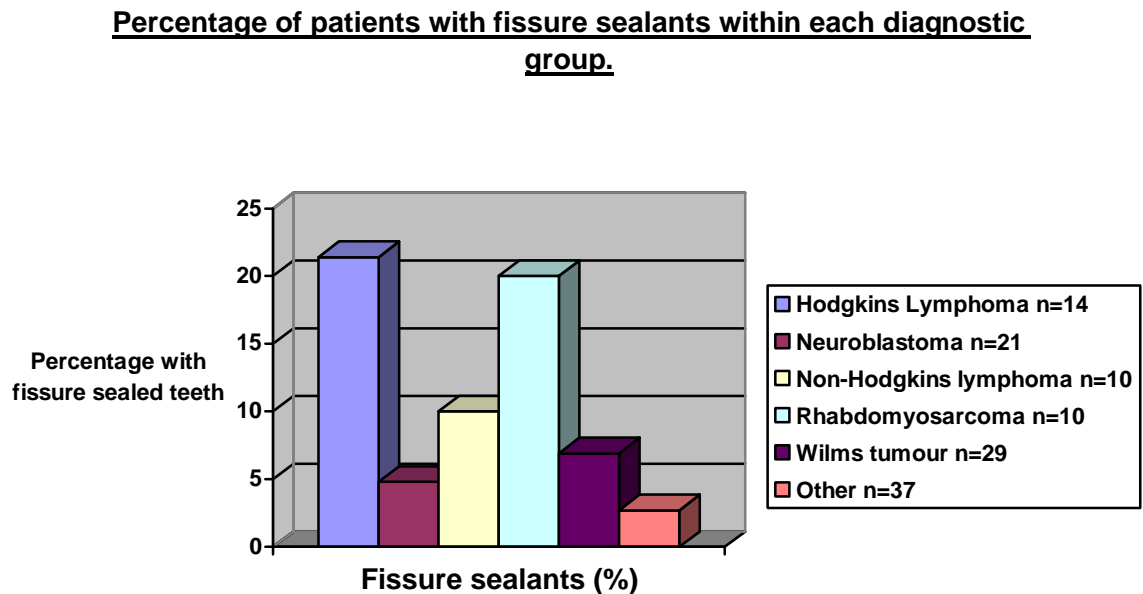 Percentage of patients with fissure sealants within each diagnostic
group.
25
20
15
10
5
0
Percentage with
fissure sealed teeth
Fissure sealants (%)
Hodgkins Lymphoma n=14
Neuroblastoma n=21
Non-Hodgkins lymphoma n=10
Rhabdomyosarcoma n=10
Wilms tumour n=29
Other n=37